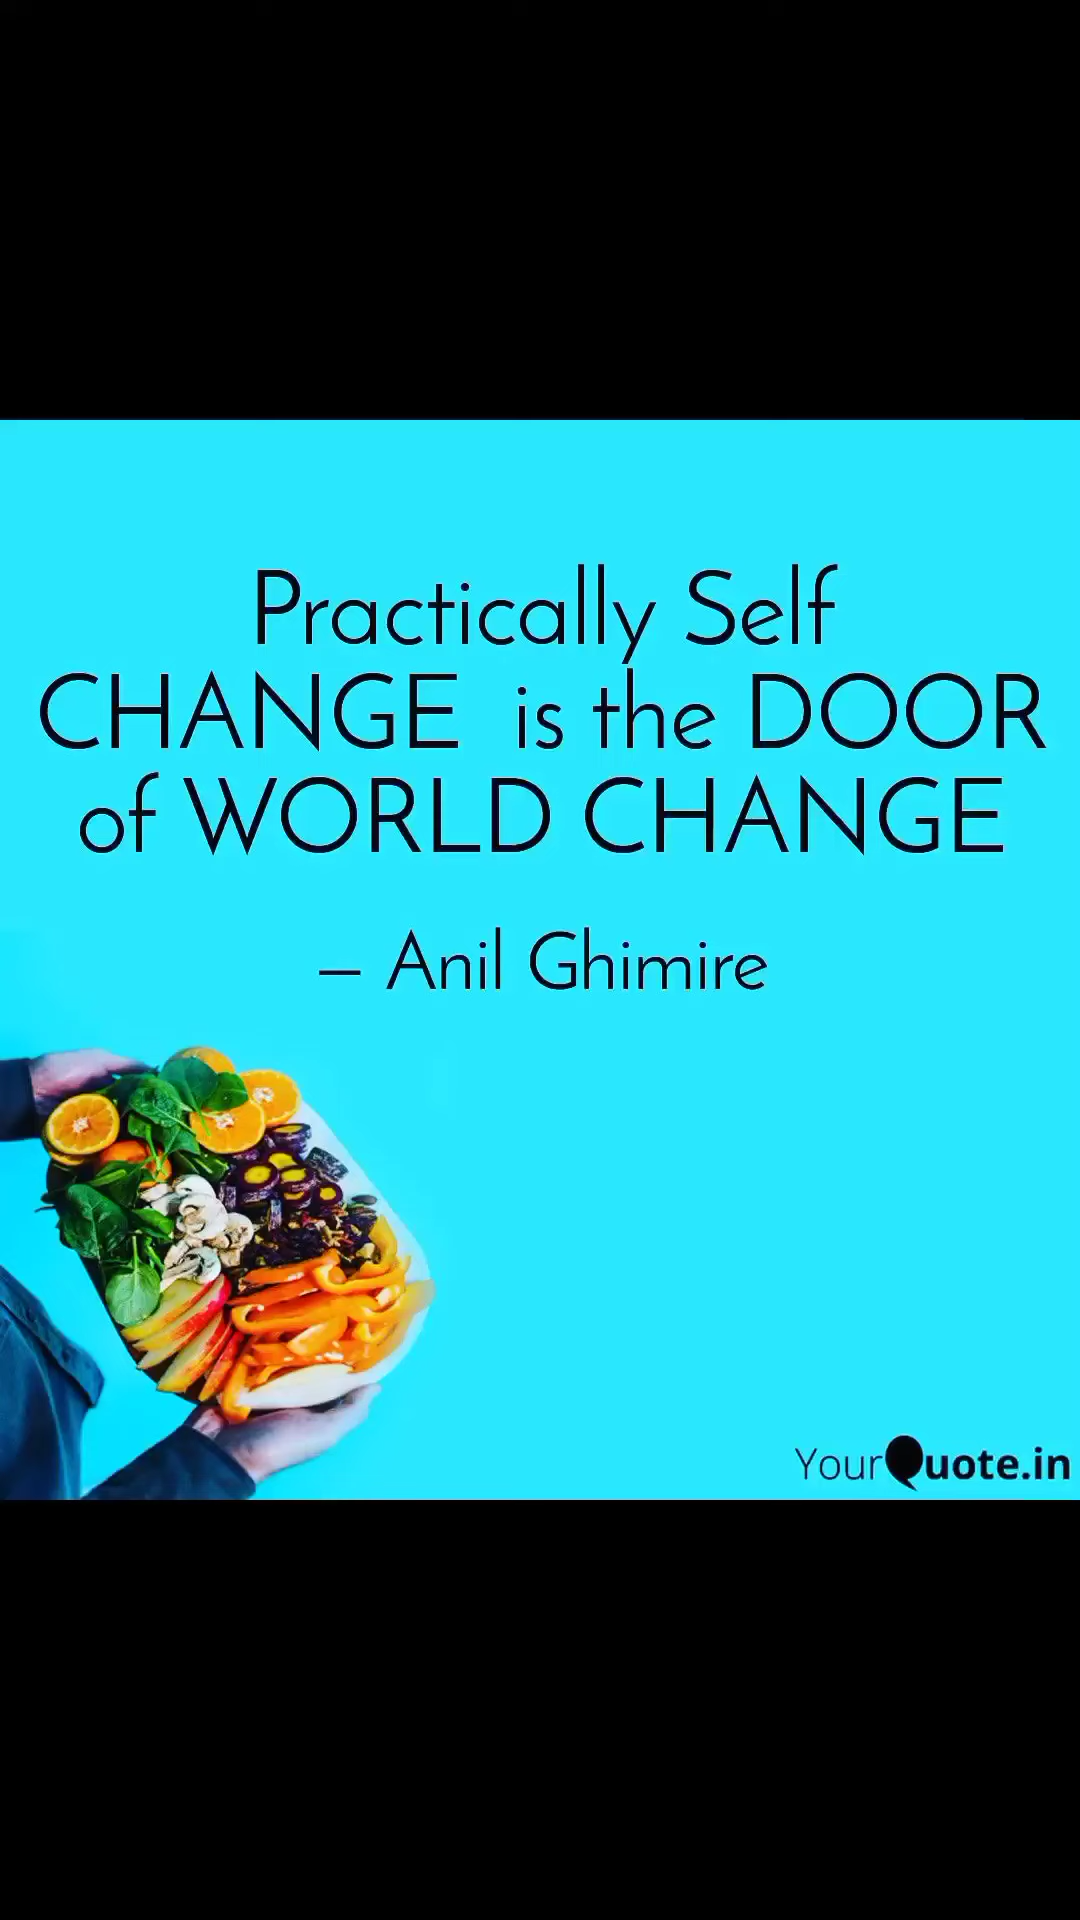 Practically Self
CHANGE is the DOOR
of WORLD CHANGE
– Anil Ghimire
YourQuote.in